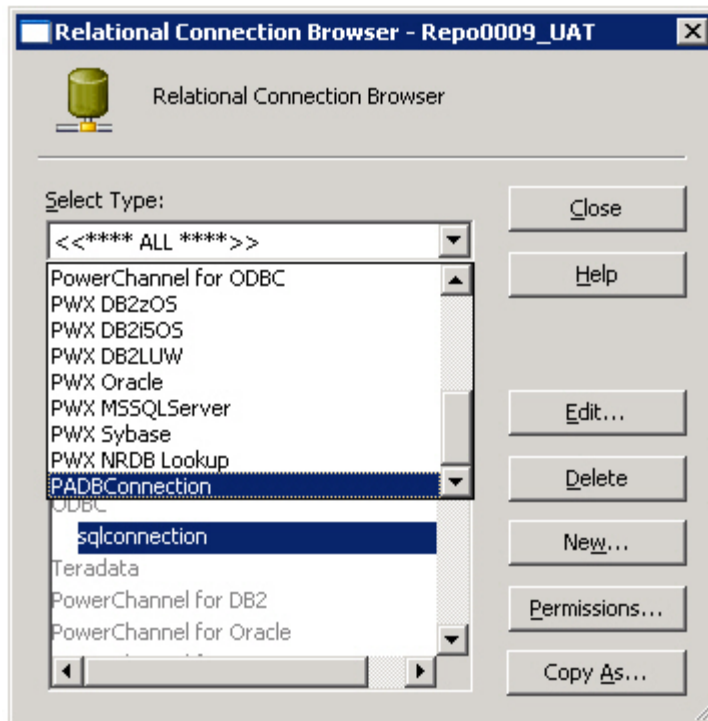 Relational Connection Browser - Repo0009_UAT
Relational Connection Browser
Select Type:
<<**** ALL ****>>
PowerChannel for ODBC
PWX DB2zOS
PWX DB2i5OS
PWX DB2LUW
PWX Oracle
PWX MSSQLServer
PWX Sybase
PWX NRDB Lookup
PADBConnection
ODBC
sqlconnection
Teradata
PowerChannel for DB2
PowerChannel for Oracle
Close
Help
Edit...
Delete
New...
Permissions...
Copy As...